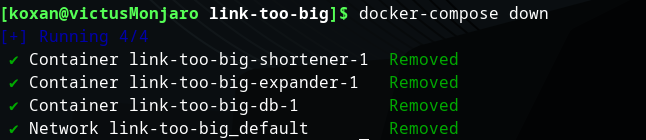 [koxan@victusMonjaro link-too-big]$ docker-compose down
[+] Running 4/4
✔ Container link-too-big-shortener-1 Removed
✔ Container link-too-big-expander-1 Removed
✔ Container link-too-big-db-1 Removed
✔ Network link-too-big_default Removed